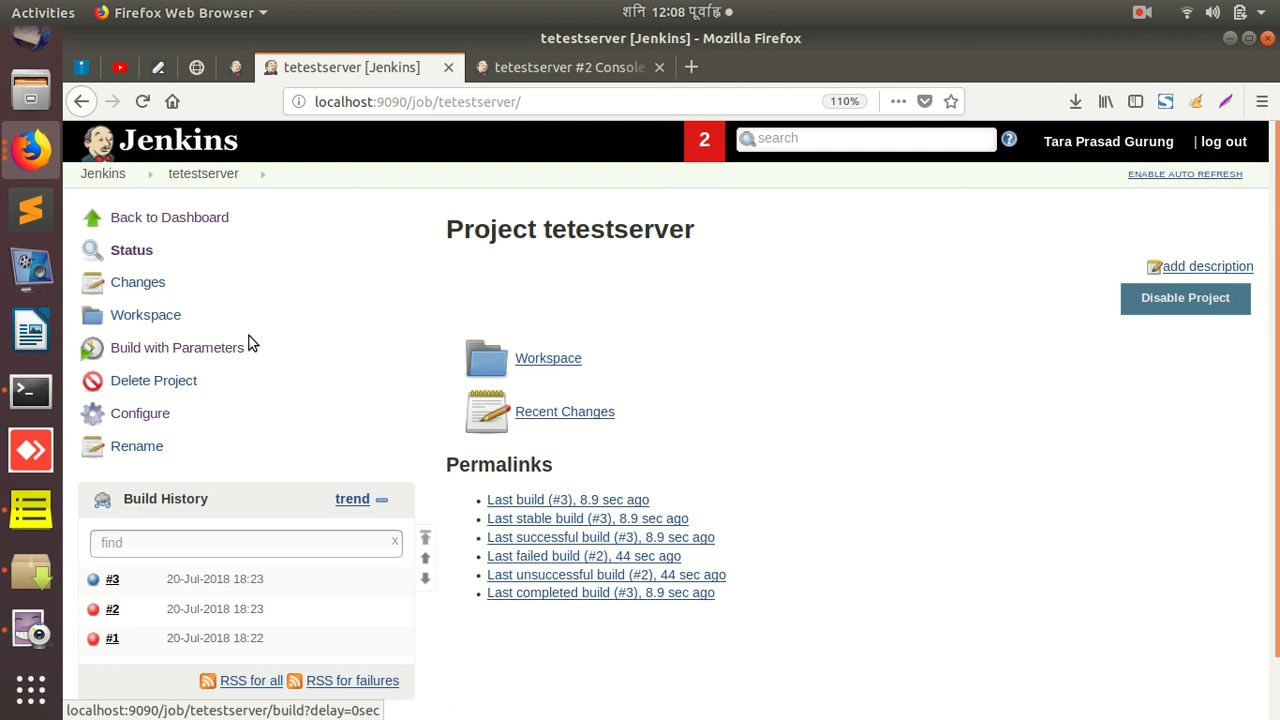 Activities Firefox Web Browser शनि 12:08 पूर्वाह्न
tetestserver [Jenkins] - Mozilla Firefox
tetestserver [Jenkins] tetestserver #2 Console
localhost:9090/job/tetestserver/ 110%
Jenkins 2 search Tara Prasad Gurung | log out
Jenkins tetestserver ENABLE AUTO REFRESH
Back to Dashboard
Status
Changes
Workspace
Build with Parameters
Delete Project
Configure
Rename
Project tetestserver
add description
Disable Project
Workspace
Recent Changes
Permalinks
Last build (#3), 8.9 sec ago
Last stable build (#3), 8.9 sec ago
Last successful build (#3), 8.9 sec ago
Last failed build (#2), 44 sec ago
Last unsuccessful build (#2), 44 sec ago
Last completed build (#3), 8.9 sec ago
Build History trend
find x
#3 20-Jul-2018 18:23
#2 20-Jul-2018 18:23
#1 20-Jul-2018 18:22
RSS for all RSS for failures
localhost:9090/job/tetestserver/build?delay=0sec